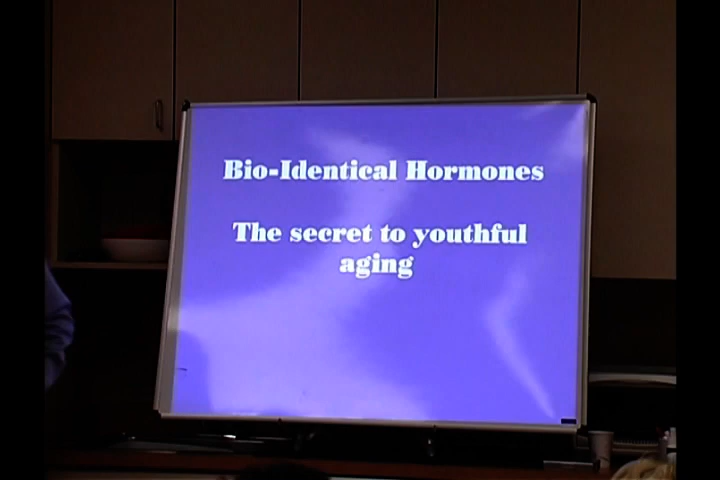 Bio-Identical Hormones
The secret to youthful
aging